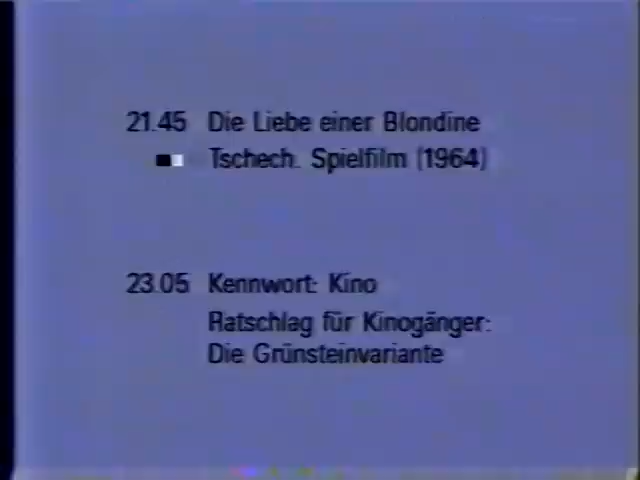 21.45 Die Liebe einer Blondine
Tschech. Spielfilm (1964)
23.05 Kennwort: Kino
Ratschlag für Kinogänger:
Die Grünsteinvariante